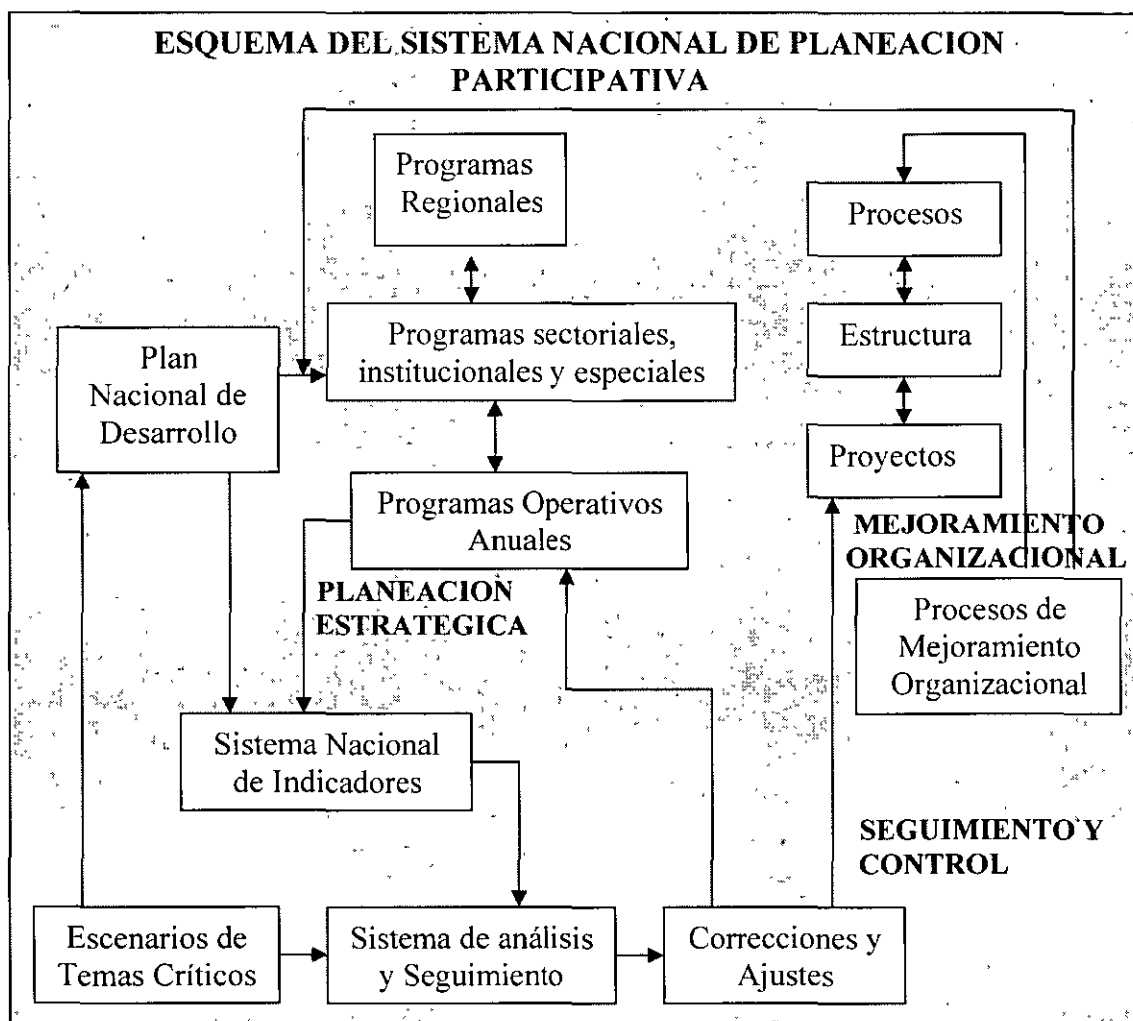 ESQUEMA DEL SISTEMA NACIONAL DE PLANEACION
PARTICIPATIVA
Programas
Regionales
Procesos
Programas sectoriales,
institucionales y especiales
Estructura
Plan
Nacional de
Desarrollo
Proyectos
Programas Operativos
Anuales
MEJORAMIENTO
ORGANIZACIONAL
PLANEACION
ESTRATEGICA
Procesos de
Mejoramiento
Organizacional
Sistema Nacional
de Indicadores
SEGUIMIENTO Y
CONTROL
Escenarios de
Temas Críticos
Sistema de análisis
y Seguimiento
Correcciones y
Ajustes